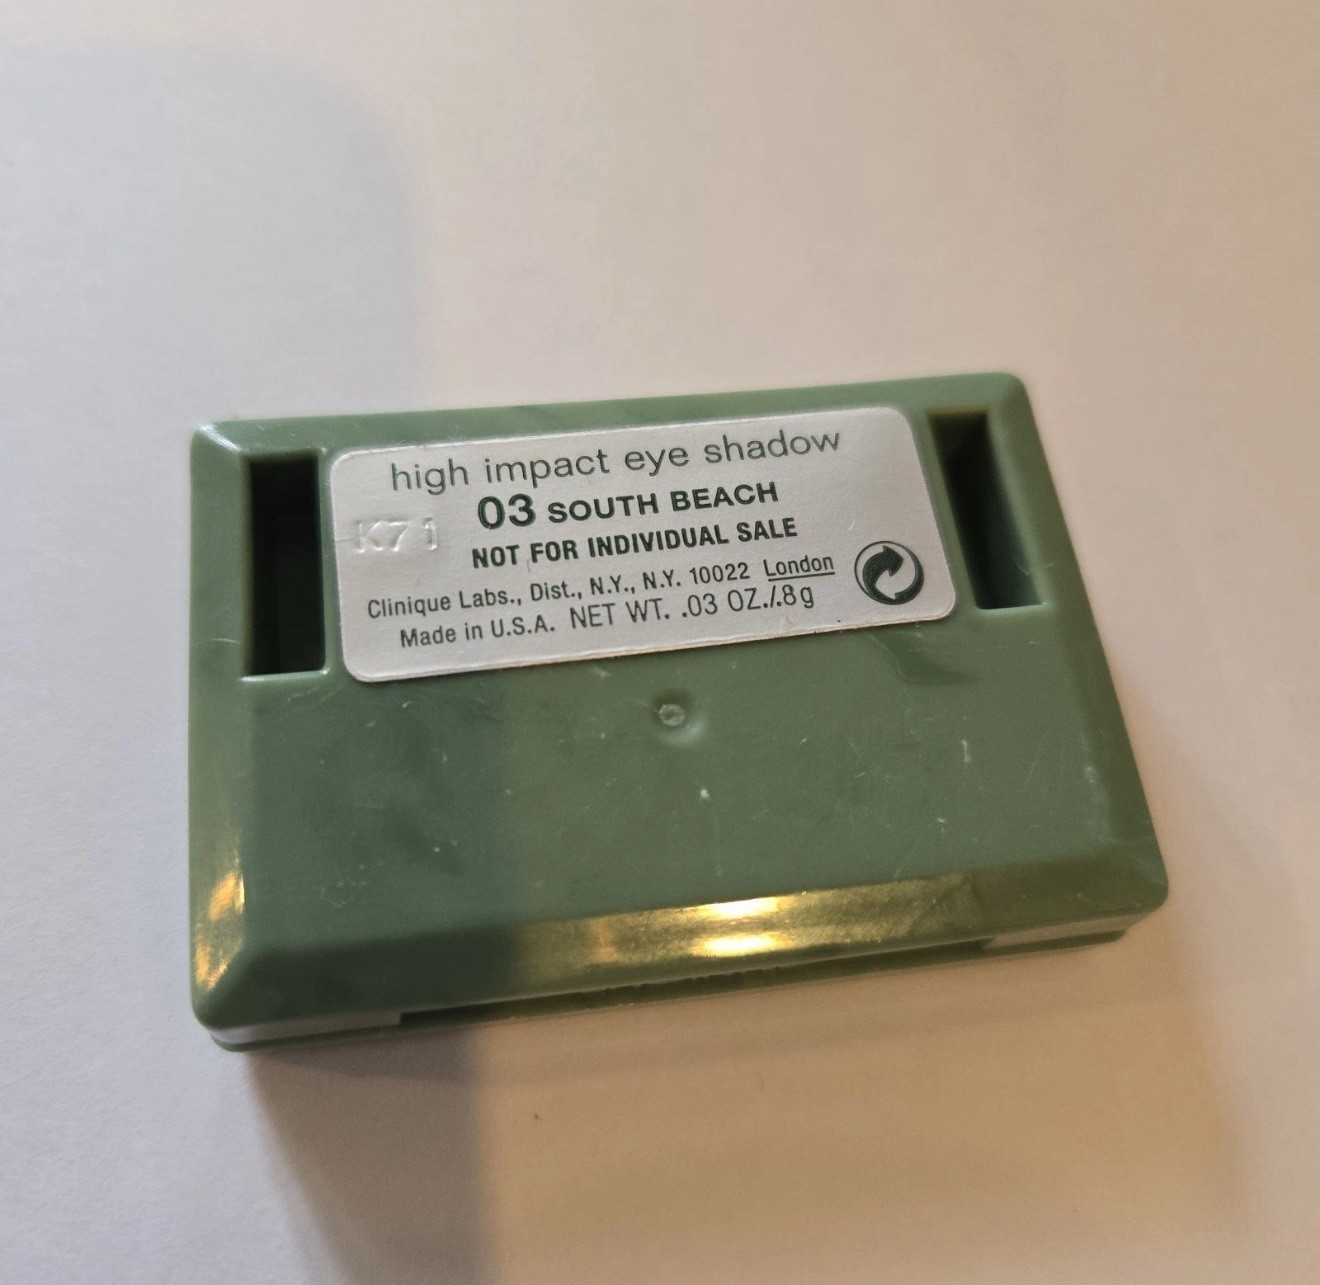 high impact eye shadow
03 SOUTH BEACH
K71
NOT FOR INDIVIDUAL SALE
Clinique Labs., Dist., N.Y., N.Y. 10022 London
Made in U.S.A. NET WT. .03 OZ./.8g